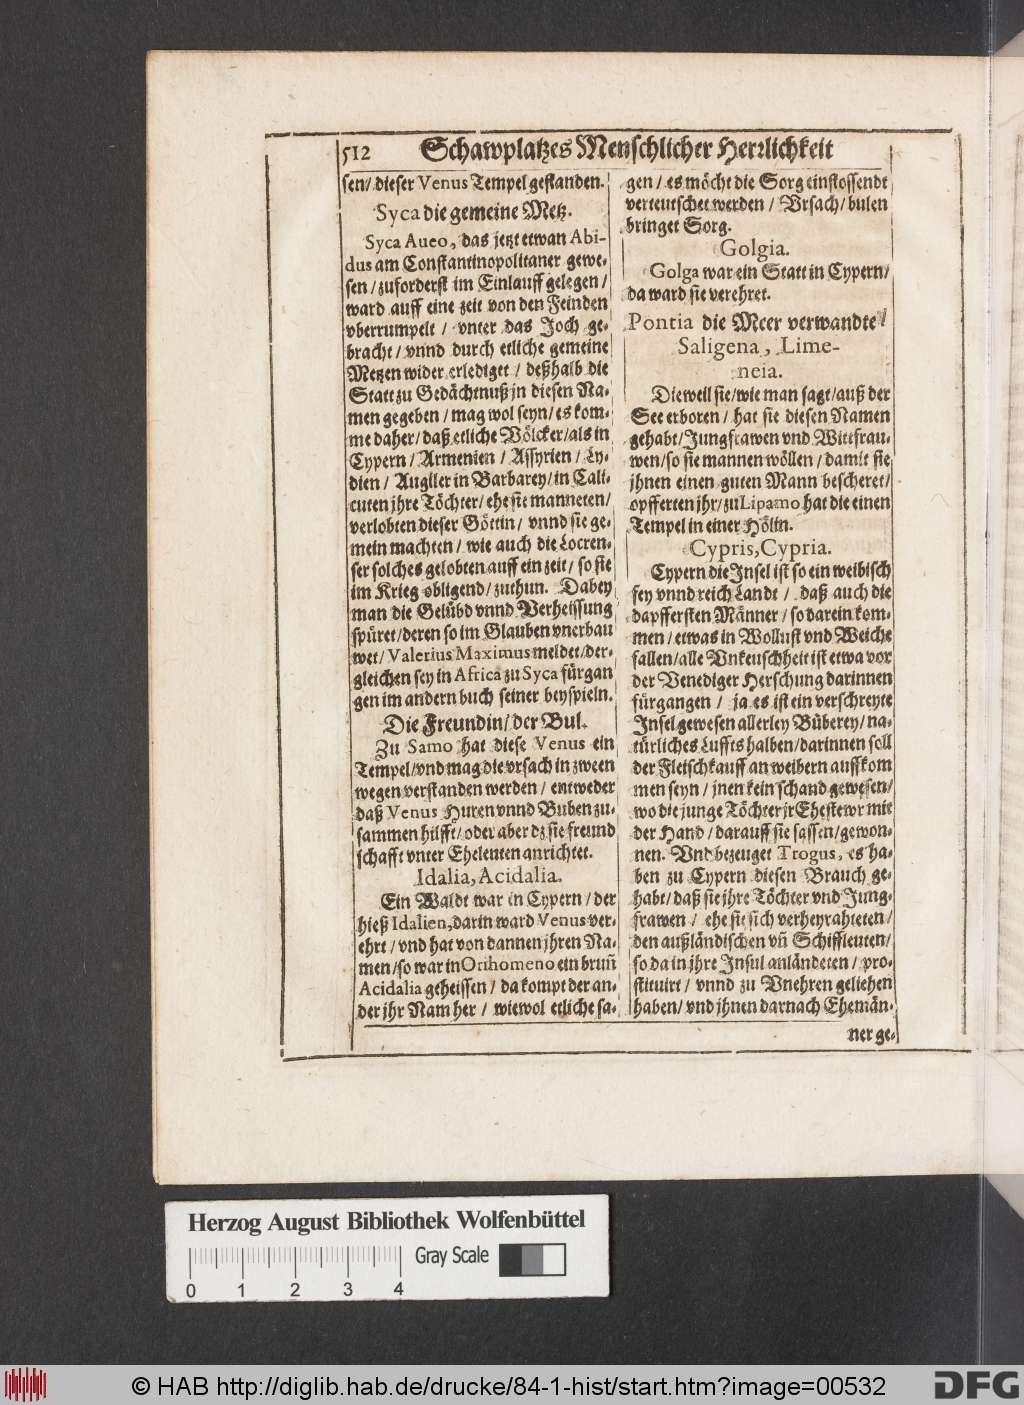 512 Schawplatzes Menschlicher Herrlichkeit
sen/ dieser Venus Tempel gestanden.
Syca die gemeine Metz.
Syca Aueo, das jetzt etwan Abi-
dus am Constantinopolitaner gewe-
sen / zuforderst im Einlauff gelegen /
ward auff eine zeit von den Feinden
vberrumpelt / vnter das Joch ge-
bracht / vnnd durch etliche gemeine
Metzen wider erlediget / deßhalb die
Statt zu Gedächtnuß jn diesen Na-
men gegeben / mag wol seyn / es kom-
me daher / daß etliche Völcker / als in
Cypern / Armenien / Assyrien / Ly-
dien / Augller in Barbarey / in Cali-
cuten jhre Töchter / ehe sie manneten /
verlobten dieser Göttin / vnnd sie ge-
mein machten / wie auch die Locren-
ser solches gelobten auff ein zeit / so sie
im Krieg obligend / zuthun. Dabey
man die Gelübd vnnd Verheissung
spüret / deren so im Glauben vnerbau
wet / Valerius Maximus meldet / der-
gleichen sey in Africa zu Syca fürgan
gen im andern buch seiner beyspieln.
Die Freundin / der Bul.
Zu Samo hat diese Venus ein
Tempel / vnd mag die vrsach in zween
wegen verstanden werden / entweder
daß Venus Huren vnnd Buben zu-
sammen hilfft / oder aber dz sie freund
schafft vnter Eheleuten anrichtet.
Idalia, Acidalia.
Ein Waldt war in Cypern / der
hieß Idalien, darin ward Venus ver-
ehrt / vnd hat von dannen jhren Na-
men / so war in Orthomeno ein bruñ
Acidalia geheissen / da kompt der an-
der jhr Nam her / wiewol etliche sa-
gen / es möcht die Sorg einstossendt
verteutschet werden / Vrsach / bulen
bringet Sorg.
Golgia.
Golga war ein Statt in Cypern /
da ward sie verehret.
Pontia die Meer verwandte /
Saligena, Lime-
neia.
Dieweil sie / wie man sagt / auß der
See erboren / hat sie diesen Namen
gehabt / Jungfrawen vnd Wittfrau-
wen / so sie mannen wöllen / damit sie
jhnen einen guten Mann bescheret /
opfferten jhr / zu Lipamo hat die einen
Tempel in einer Hölin.
Cypris, Cypria.
Cypern die Insel ist so ein weibisch
sey vnnd reich Landt / daß auch die
dapffersten Männer / so darein kom-
men / etwas in Wollust vnd Weiche
fallen / alle Vnkeuschheit ist etwa vor
der Venediger Herschung darinnen
fürgangen / ja es ist ein verschreyte
Insel gewesen allerley Büberey / na-
türliches Luffts halben / darinnen soll
der Fleischkauff an weibern auffkom
men seyn / jnen kein schand gewesen /
wo die junge Töchter jr Ehestewr mit
der Hand / darauff sie sassen / gewon-
nen. Vnd bezeuget Trogus, es ha-
ben zu Cypern diesen Brauch ge-
habt / daß sie jhre Töchter vnd Jung-
frawen / ehe sie sich verheyrahteten /
den außländischen vñ Schiffleuten /
so da in jhre Insul anländeten / pro-
stituirt / vnnd zu Vnehren geliehen
haben / vnd jhnen darnach Ehemän-
ner ge-
Herzog August Bibliothek Wolfenbüttel
Gray Scale
0 1 2 3 4
© HAB http://diglib.hab.de/drucke/84-1-hist/start.htm?image=00532
DFG